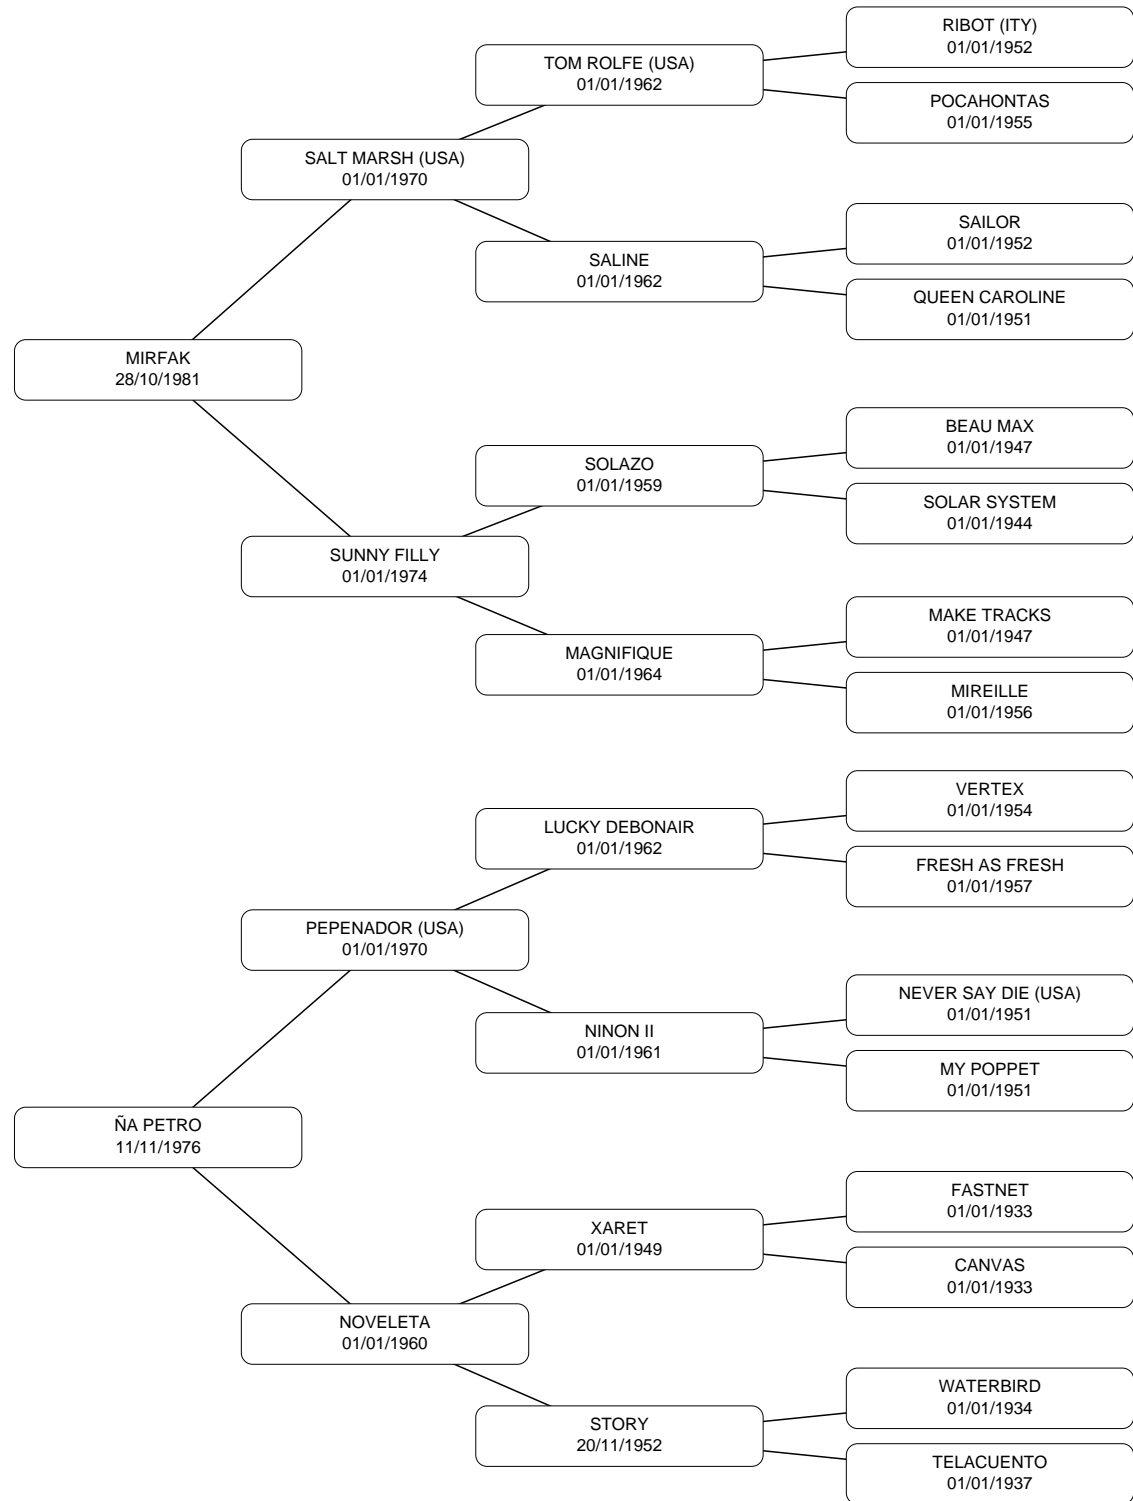 RIBOT (ITY)
01/01/1952
TOM ROLFE (USA)
01/01/1962
POCAHONTAS
01/01/1955
SALT MARSH (USA)
01/01/1970
SAILOR
01/01/1952
SALINE
01/01/1962
QUEEN CAROLINE
01/01/1951
MIRFAK
28/10/1981
BEAU MAX
01/01/1947
SOLAZO
01/01/1959
SOLAR SYSTEM
01/01/1944
SUNNY FILLY
01/01/1974
MAKE TRACKS
01/01/1947
MAGNIFIQUE
01/01/1964
MIREILLE
01/01/1956
VERTEX
01/01/1954
LUCKY DEBONAIR
01/01/1962
FRESH AS FRESH
01/01/1957
PEPENADOR (USA)
01/01/1970
NEVER SAY DIE (USA)
01/01/1951
NINON II
01/01/1961
MY POPPET
01/01/1951
ÑA PETRO
11/11/1976
FASTNET
01/01/1933
XARET
01/01/1949
CANVAS
01/01/1933
NOVELETA
01/01/1960
WATERBIRD
01/01/1934
STORY
20/11/1952
TELACUENTO
01/01/1937